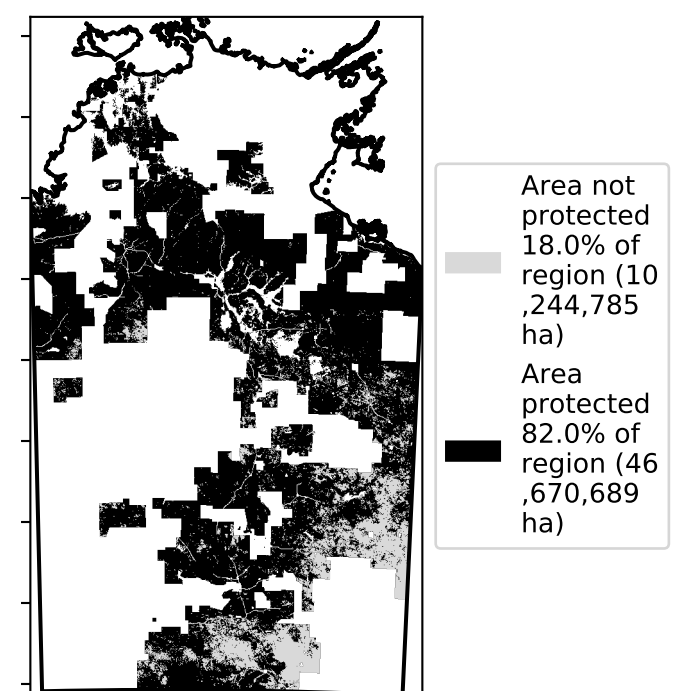 Area not
protected
18.0% of
region (10
,244,785
ha)
Area
protected
82.0% of
region (46
,670,689
ha)